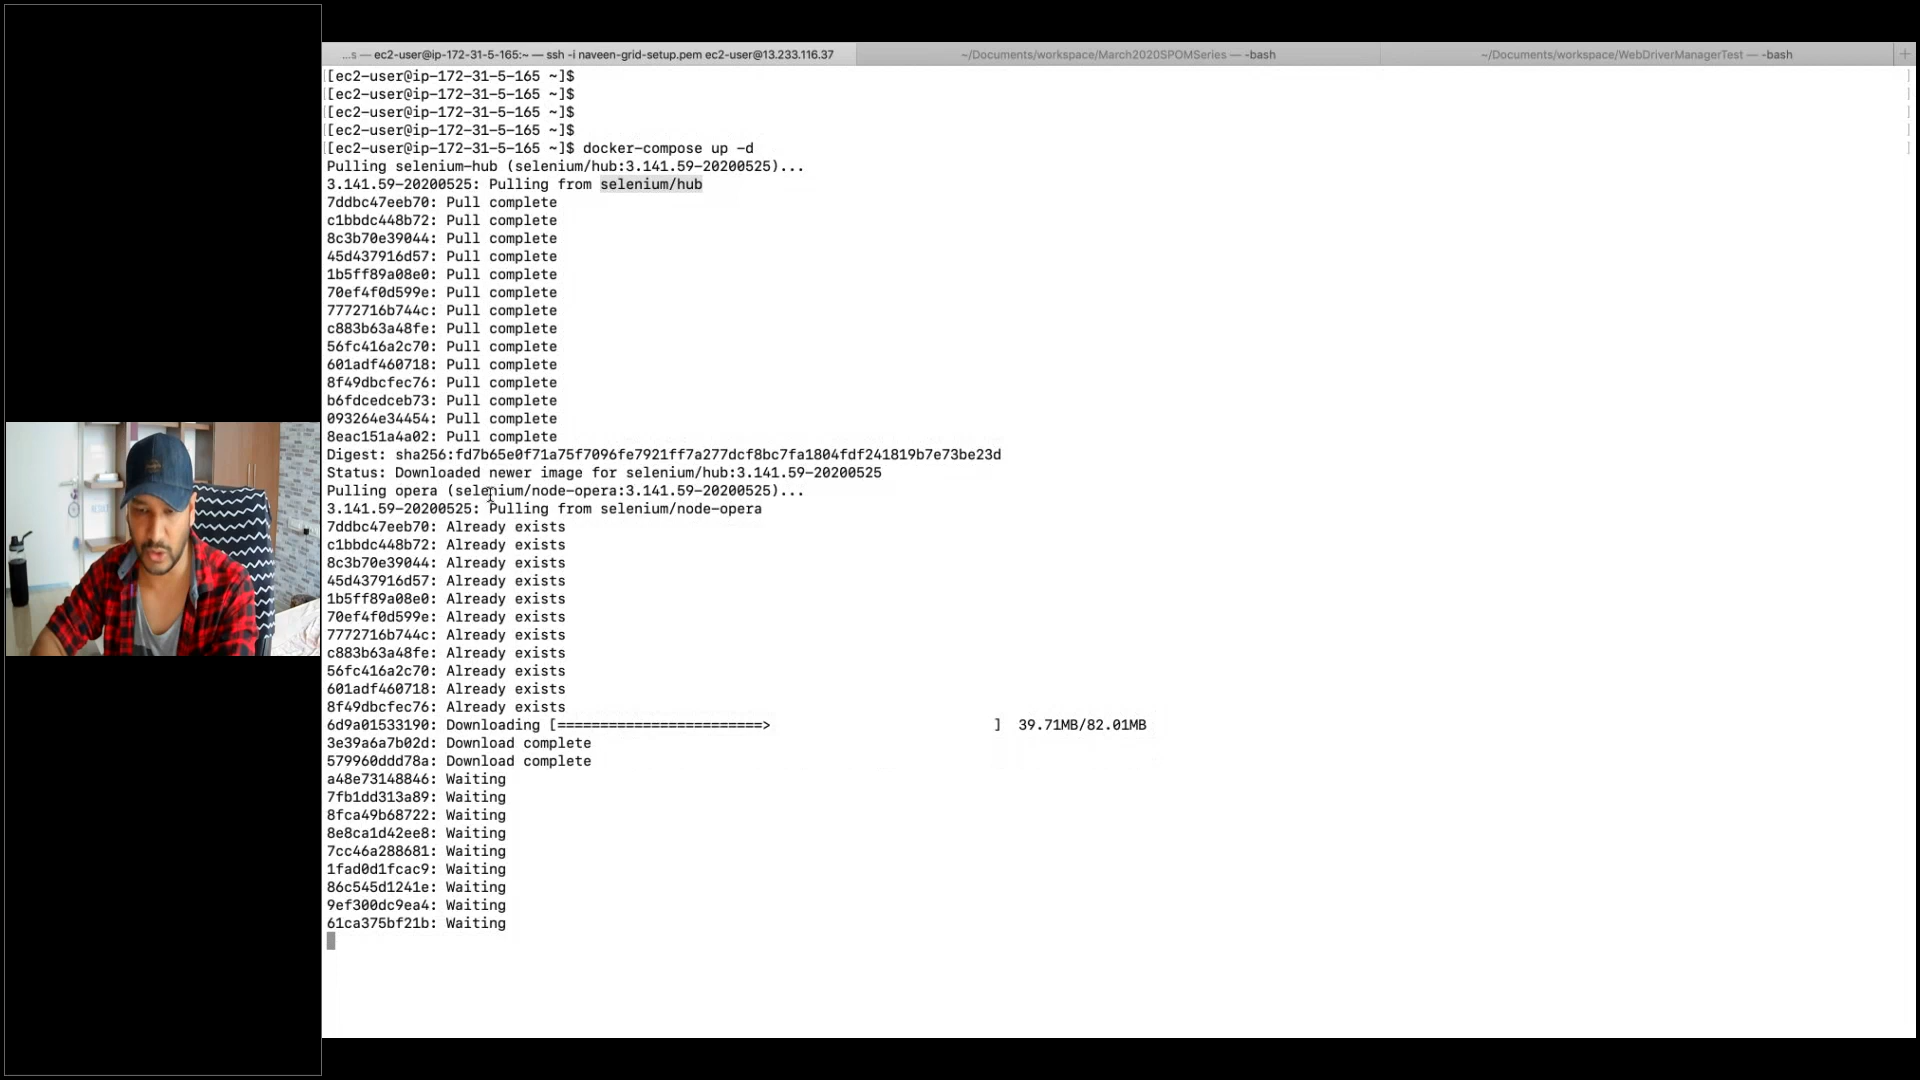 ...s — ec2-user@ip-172-31-5-165:~ — ssh -i naveen-grid-setup.pem ec2-user@13.233.116.37
~/Documents/workspace/March2020SPOMSeries — -bash
~/Documents/workspace/WebDriverManagerTest — -bash
+
[ec2-user@ip-172-31-5-165 ~]$
[ec2-user@ip-172-31-5-165 ~]$
[ec2-user@ip-172-31-5-165 ~]$
[ec2-user@ip-172-31-5-165 ~]$
[ec2-user@ip-172-31-5-165 ~]$ docker-compose up -d
Pulling selenium-hub (selenium/hub:3.141.59-20200525)...
3.141.59-20200525: Pulling from selenium/hub
7ddbc47eeb70: Pull complete
c1bbdc448b72: Pull complete
8c3b70e39044: Pull complete
45d437916d57: Pull complete
1b5ff89a08e0: Pull complete
70ef4f0d599e: Pull complete
7772716b744c: Pull complete
c883b63a48fe: Pull complete
56fc416a2c70: Pull complete
601adf460718: Pull complete
8f49dbcfec76: Pull complete
b6fdcedceb73: Pull complete
093264e34454: Pull complete
8eac151a4a02: Pull complete
Digest: sha256:fd7b65e0f71a75f7096fe7921ff7a277dcf8bc7fa1804fdf241819b7e73be23d
Status: Downloaded newer image for selenium/hub:3.141.59-20200525
Pulling opera (selenium/node-opera:3.141.59-20200525)...
3.141.59-20200525: Pulling from selenium/node-opera
7ddbc47eeb70: Already exists
c1bbdc448b72: Already exists
8c3b70e39044: Already exists
45d437916d57: Already exists
1b5ff89a08e0: Already exists
70ef4f0d599e: Already exists
7772716b744c: Already exists
c883b63a48fe: Already exists
56fc416a2c70: Already exists
601adf460718: Already exists
8f49dbcfec76: Already exists
6d9a01533190: Downloading [========================>                          ]  39.71MB/82.01MB
3e39a6a7b02d: Download complete
579960ddd78a: Download complete
a48e73148846: Waiting
7fb1dd313a89: Waiting
8fca49b68722: Waiting
8e8ca1d42ee8: Waiting
7cc46a288681: Waiting
1fad0d1fcac9: Waiting
86c545d1241e: Waiting
9ef300dc9ea4: Waiting
61ca375bf21b: Waiting